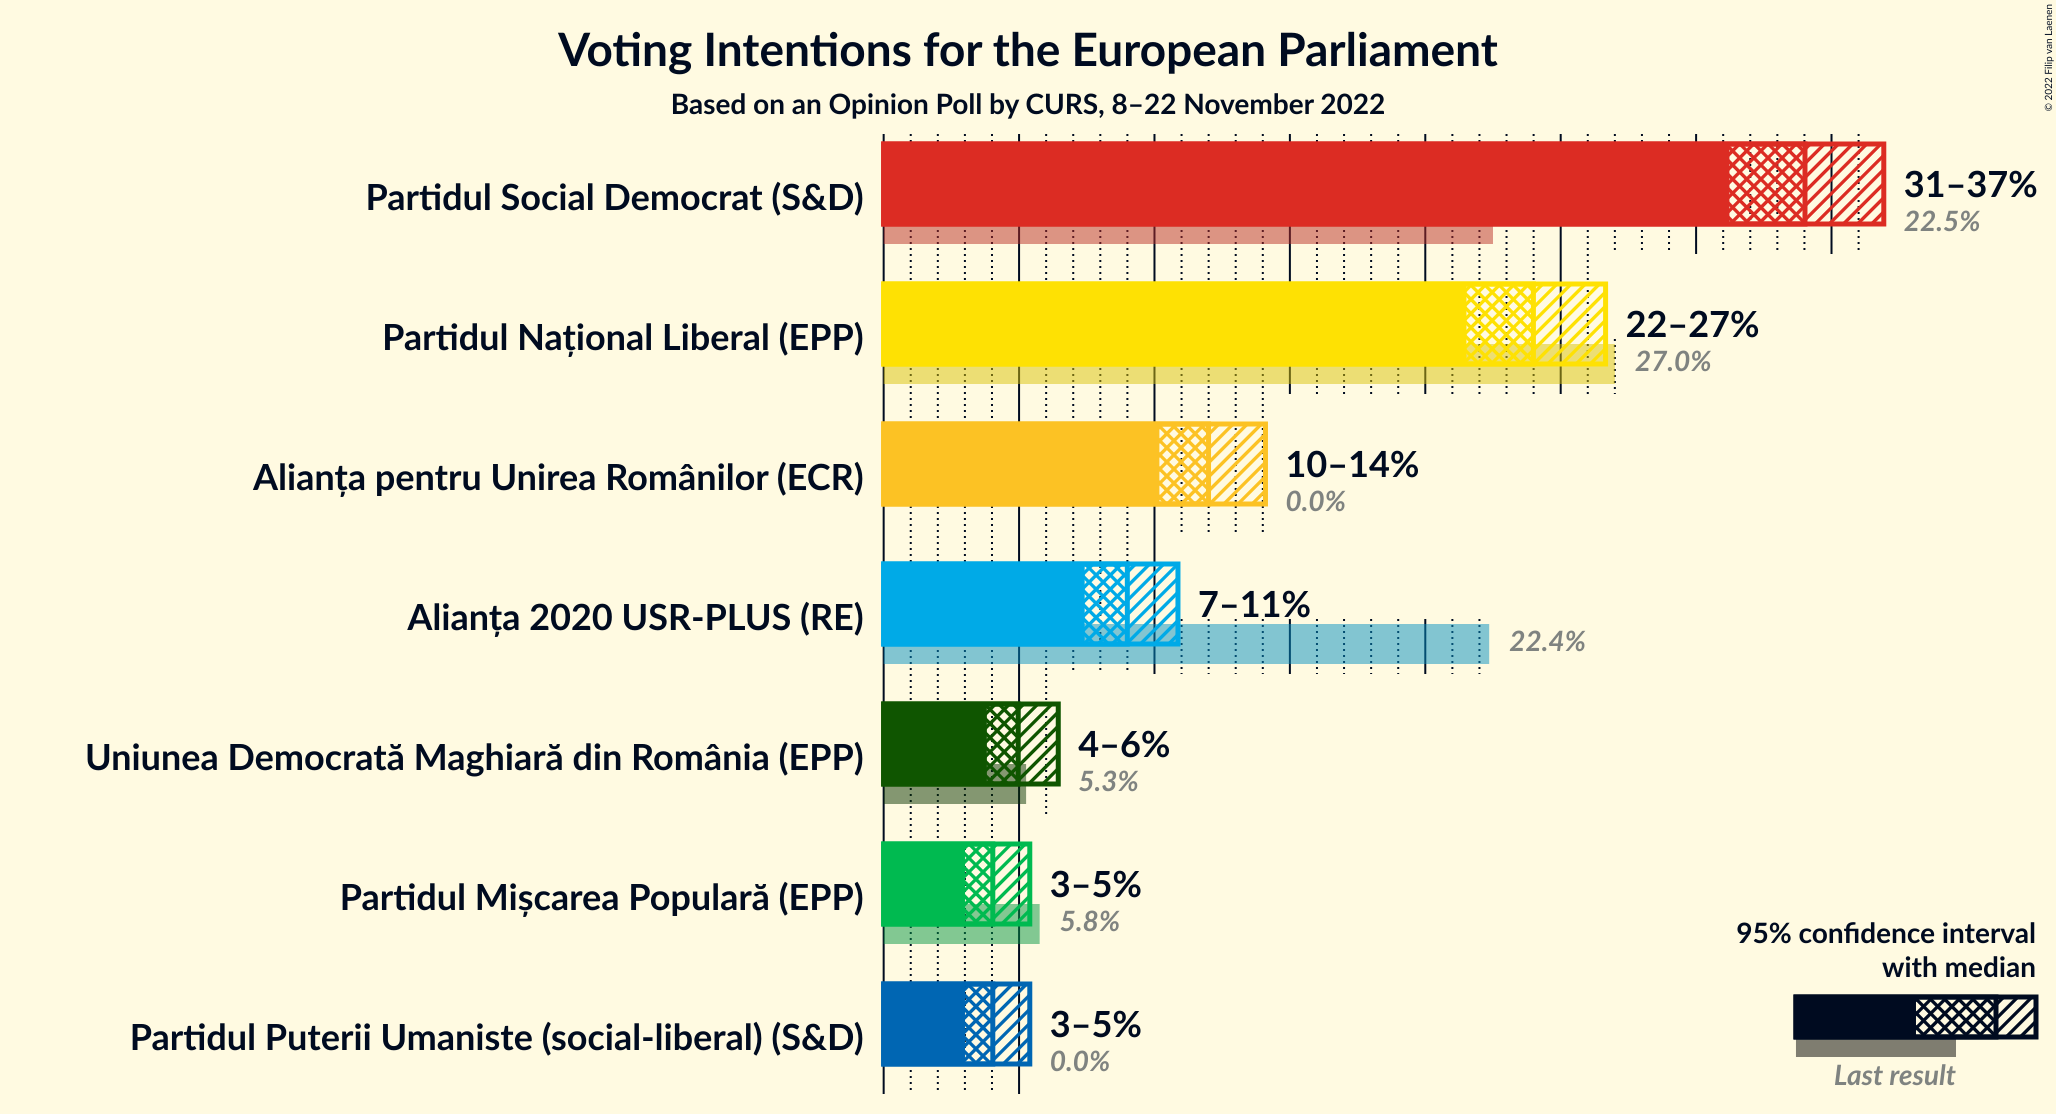 Voting Intentions for the European Parliament
Based on an Opinion Poll by CURS, 8–22 November 2022
© 2022 Filip van Laenen
Partidul Social Democrat (S&D)
31–37%
22.5%
Partidul Național Liberal (EPP)
22–27%
27.0%
Alianța pentru Unirea Românilor (ECR)
10–14%
0.0%
Alianța 2020 USR-PLUS (RE)
7–11%
22.4%
Uniunea Democrată Maghiară din România (EPP)
4–6%
5.3%
Partidul Mișcarea Populară (EPP)
3–5%
5.8%
Partidul Puterii Umaniste (social-liberal) (S&D)
3–5%
0.0%
95% confidence interval
with median
Last result